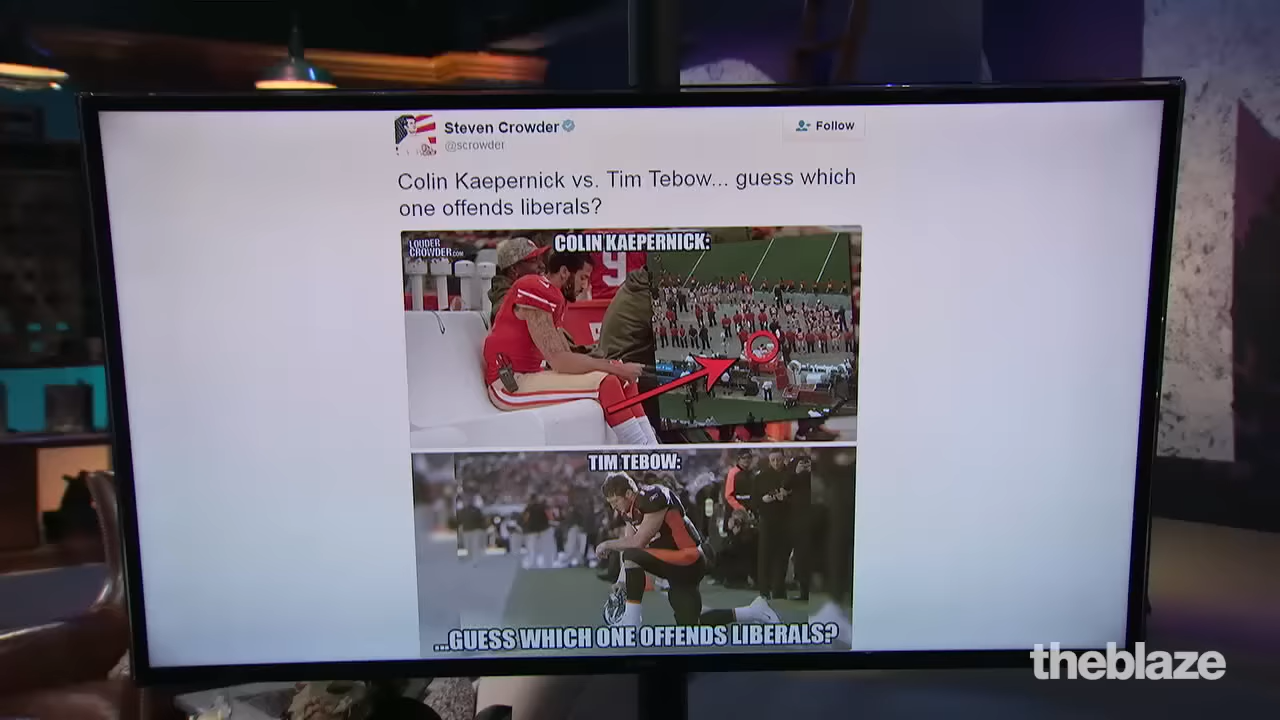 Steven Crowder
@scrowder
Follow
Colin Kaepernick vs. Tim Tebow... guess which
one offends liberals?
LOUDER
CROWDER.COM
COLIN KAEPERNICK:
9
TIM TEBOW:
...GUESS WHICH ONE OFFENDS LIBERALS?
theblaze